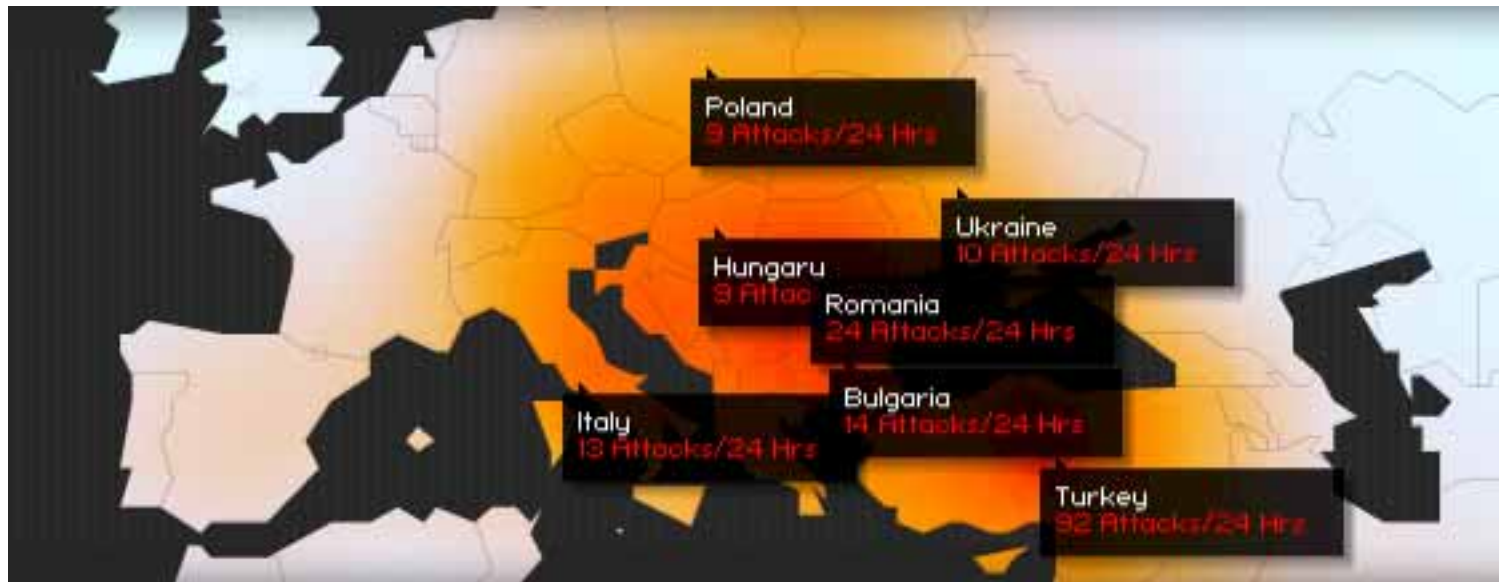 Poland
9 Attacks/24 Hrs
Ukraine
10 Attacks/24 Hrs
Hungary
9 Attac
Romania
24 Attacks/24 Hrs
Bulgaria
14 Attacks/24 Hrs
Italy
13 Attacks/24 Hrs
Turkey
92 Attacks/24 Hrs